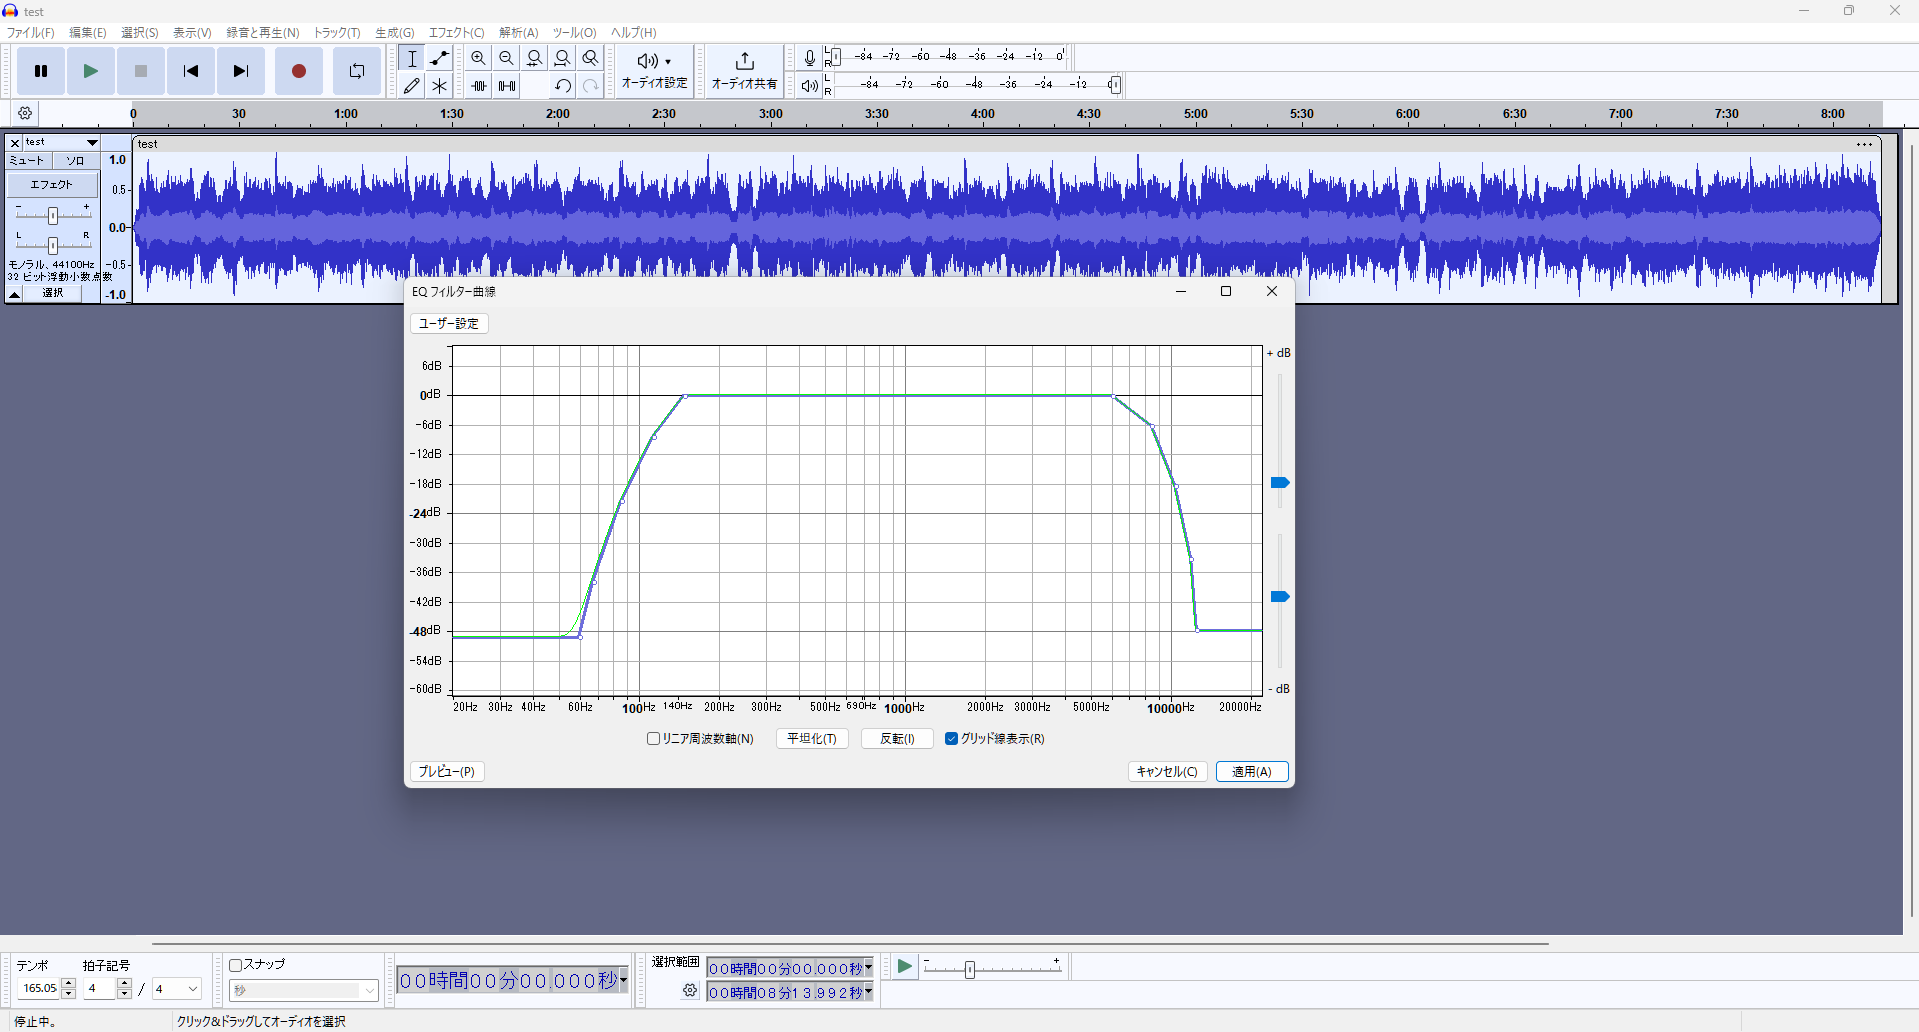 test
ファイル(F) 編集(E) 選択(S) 表示(V) 録音と再生(N) トラック(T) 生成(G) エフェクト(C) 解析(A) ツール(O) ヘルプ(H)
オーディオ設定 オーディオ共有
L R -84 -72 -60 -48 -36 -24 -12 0
L R -84 -72 -60 -48 -36 -24 -12 0
0 30 1:00 1:30 2:00 2:30 3:00 3:30 4:00 4:30 5:00 5:30 6:00 6:30 7:00 7:30 8:00
test
test
ミュート ソロ
エフェクト
- +
L R
モノラル、44100Hz
32 ビット浮動小数点数
選択
1.0
0.5-
0.0-
-0.5-
-1.0
EQ フィルター曲線
ユーザー設定
+ dB
6dB
0dB
-6dB
-12dB
-18dB
-24dB
-30dB
-36dB
-42dB
-48dB
-54dB
-60dB
- dB
20Hz 30Hz 40Hz 60Hz 100Hz 140Hz 200Hz 300Hz 500Hz 690Hz 1000Hz 2000Hz 3000Hz 5000Hz 10000Hz 20000Hz
リニア周波数軸(N) 平坦化(T) 反転(I) グリッド線表示(R)
プレビュー(P) キャンセル(C) 適用(A)
テンポ 拍子記号 スナップ
165.05 4 / 4 秒
00時間00分00.000秒
選択範囲
00時間00分00.000秒
00時間08分13.992秒
- +
停止中。 クリック&ドラッグしてオーディオを選択